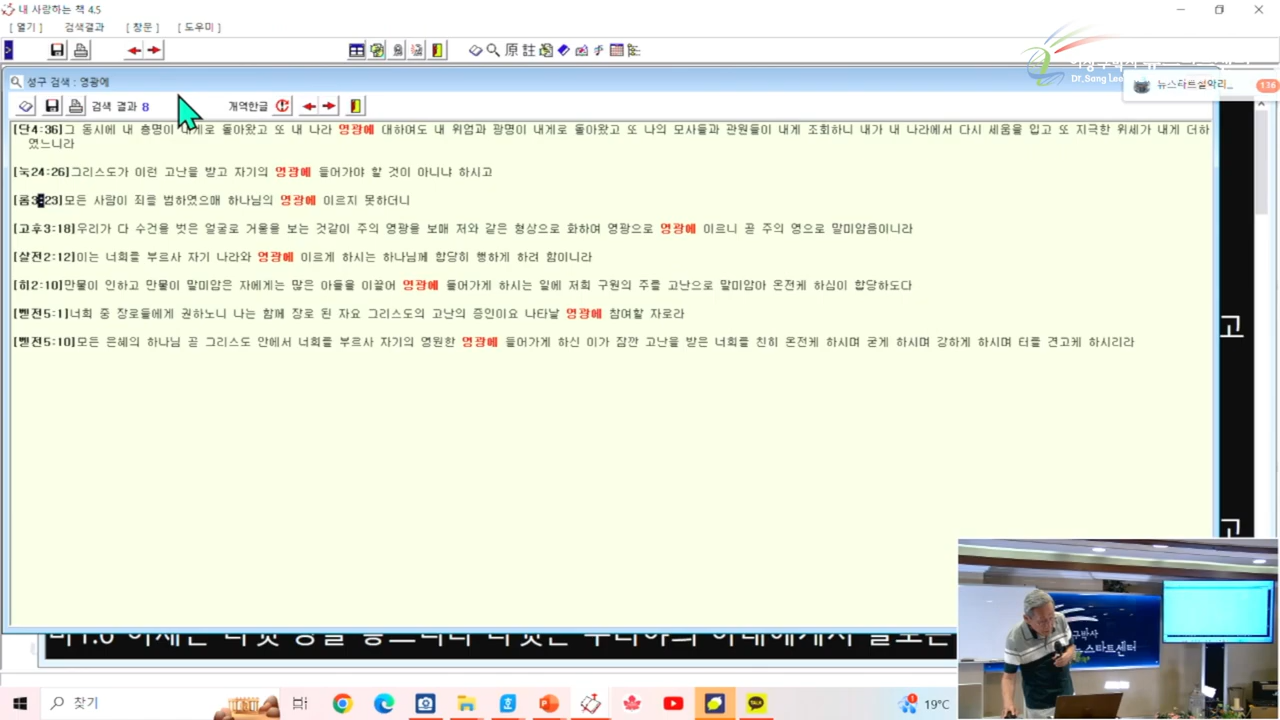 내 사랑하는 책 4.5
[ 열기 ] 검색결과 [ 창문 ] [ 도우미 ]
성구 검색 : 영광에
검색 결과 8 개역한글
[단4:36]그 동시에 내 총명이 내게로 돌아왔고 또 내 나라 영광에 대하여도 내 위엄과 광명이 내게로 돌아왔고 또 나의 모사들과 관원들이 내게 조회하니 내가 내 나라에서 다시 세움을 입고 또 지극한 위세가 내게 더하
였느니라
[눅24:26]그리스도가 이런 고난을 받고 자기의 영광에 들어가야 할 것이 아니냐 하시고
[롬3:23]모든 사람이 죄를 범하였으매 하나님의 영광에 이르지 못하더니
[고후3:18]우리가 다 수건을 벗은 얼굴로 거울을 보는 것같이 주의 영광을 보매 저와 같은 형상으로 화하여 영광으로 영광에 이르니 곧 주의 영으로 말미암음이니라
[살전2:12]이는 너희를 부르사 자기 나라와 영광에 이르게 하시는 하나님께 합당히 행하게 하려 함이니라
[히2:10]만물이 인하고 만물이 말미암은 자에게는 많은 아들을 이끌어 영광에 들어가게 하시는 일에 저희 구원의 주를 고난으로 말미암아 온전케 하심이 합당하도다
[벧전5:1]너희 중 장로들에게 권하노니 나는 함께 장로 된 자요 그리스도의 고난의 증인이요 나타날 영광에 참여할 자로라
[벧전5:10]모든 은혜의 하나님 곧 그리스도 안에서 너희를 부르사 자기의 영원한 영광에 들어가게 하신 이가 잠깐 고난을 받은 너희를 친히 온전케 하시며 굳게 하시며 강하게 하시며 터를 견고케 하시리라
原 註
Dr.Sang Lee
뉴스타트설악리_ 136
고
고
구박사
뉴스타트센터
찾기
19°C